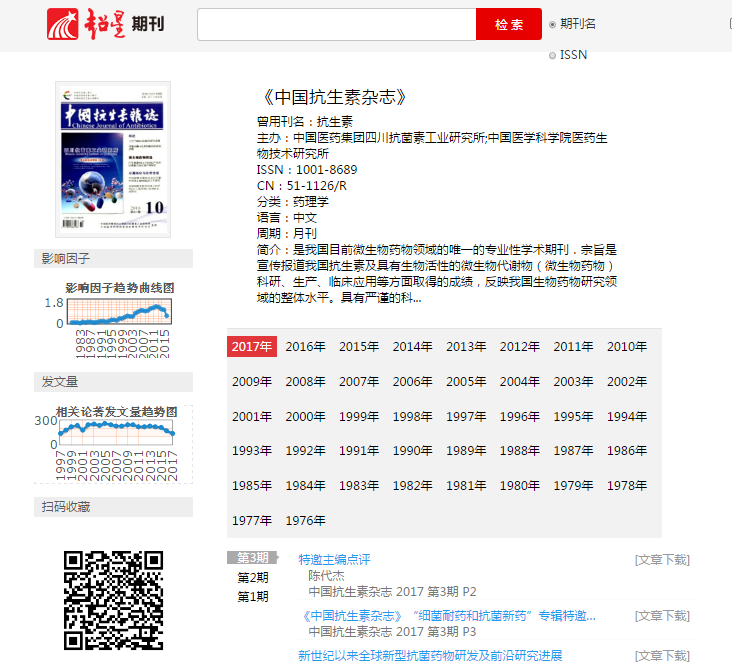 超星 期刊
检 索
期刊名
ISSN
中国抗生素杂志
Chinese Journal of Antibiotics
10
《中国抗生素杂志》
曾用刊名：抗生素
主办：中国医药集团四川抗菌素工业研究所;中国医学科学院医药生
物技术研究所
ISSN：1001-8689
CN：51-1126/R
分类：药理学
语言：中文
周期：月刊
简介：是我国目前微生物药物领域的唯一的专业性学术期刊，宗旨是
宣传报道我国抗生素及具有生物活性的微生物代谢物（微生物药物）
科研、生产、临床应用等方面取得的成绩，反映我国生物药物研究领
域的整体水平。具有严谨的科...
影响因子
影响因子趋势曲线图
1.8
0
1983 1987 1991 1995 1999 2003 2007 2011 2015
发文量
相关论著发文量趋势图
300
0
1997 1999 2001 2003 2005 2007 2009 2011 2013 2015 2017
扫码收藏
2017年 2016年 2015年 2014年 2013年 2012年 2011年 2010年
2009年 2008年 2007年 2006年 2005年 2004年 2003年 2002年
2001年 2000年 1999年 1998年 1997年 1996年 1995年 1994年
1993年 1992年 1991年 1990年 1989年 1988年 1987年 1986年
1985年 1984年 1983年 1982年 1981年 1980年 1979年 1978年
1977年 1976年
第3期
第2期
第1期
特邀主编点评 [文章下载]
陈代杰
中国抗生素杂志 2017 第3期 P2
《中国抗生素杂志》“细菌耐药和抗菌新药”专辑特邀... [文章下载]
中国抗生素杂志 2017 第3期 P3
新世纪以来全球新型抗菌药物研发及前沿研究进展 [文章下载]